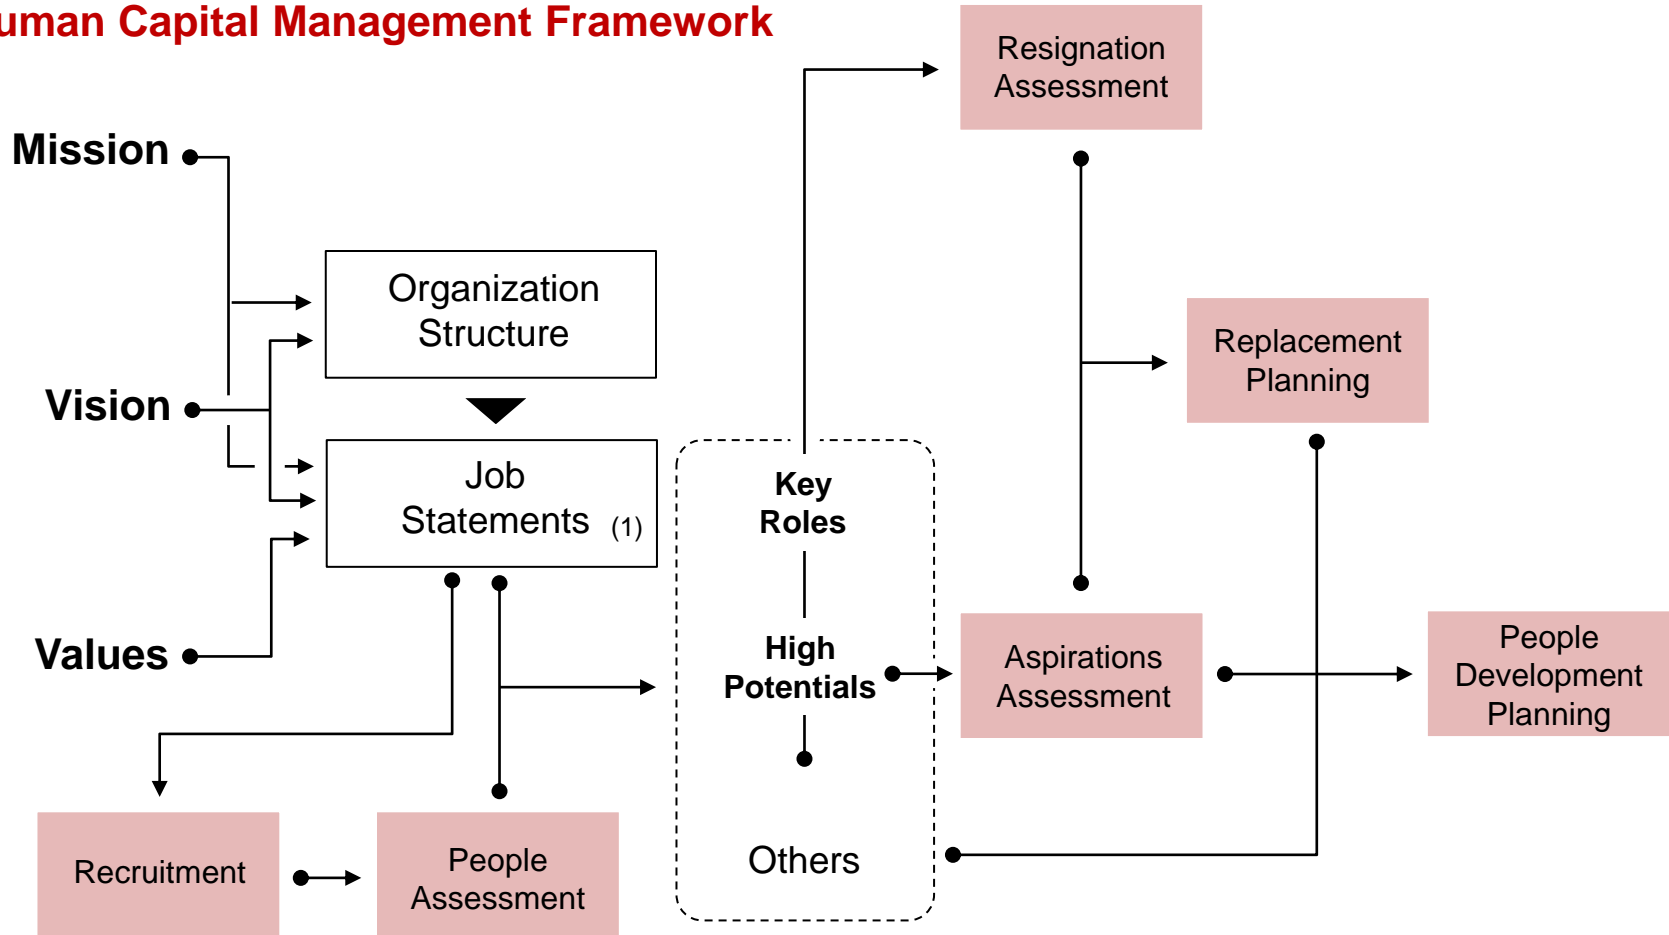 uman Capital Management Framework
Resignation
Assessment
Mission
Organization
Structure
Replacement
Planning
Vision
Job
Statements (1)
Key
Roles
Values
High
Potentials
Aspirations
Assessment
People
Development
Planning
Recruitment
People
Assessment
Others